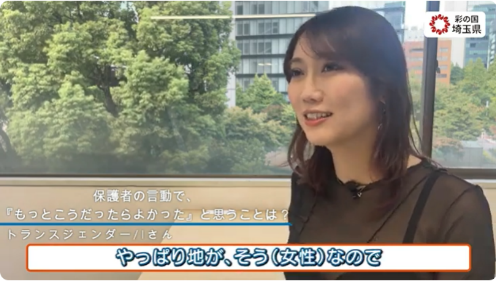 彩の国
埼玉県
保護者の言動で、
『もっとこうだったらよかった』と思うことは？
トランスジェンダー/Iさん
やっぱり地が、そう(女性)なので